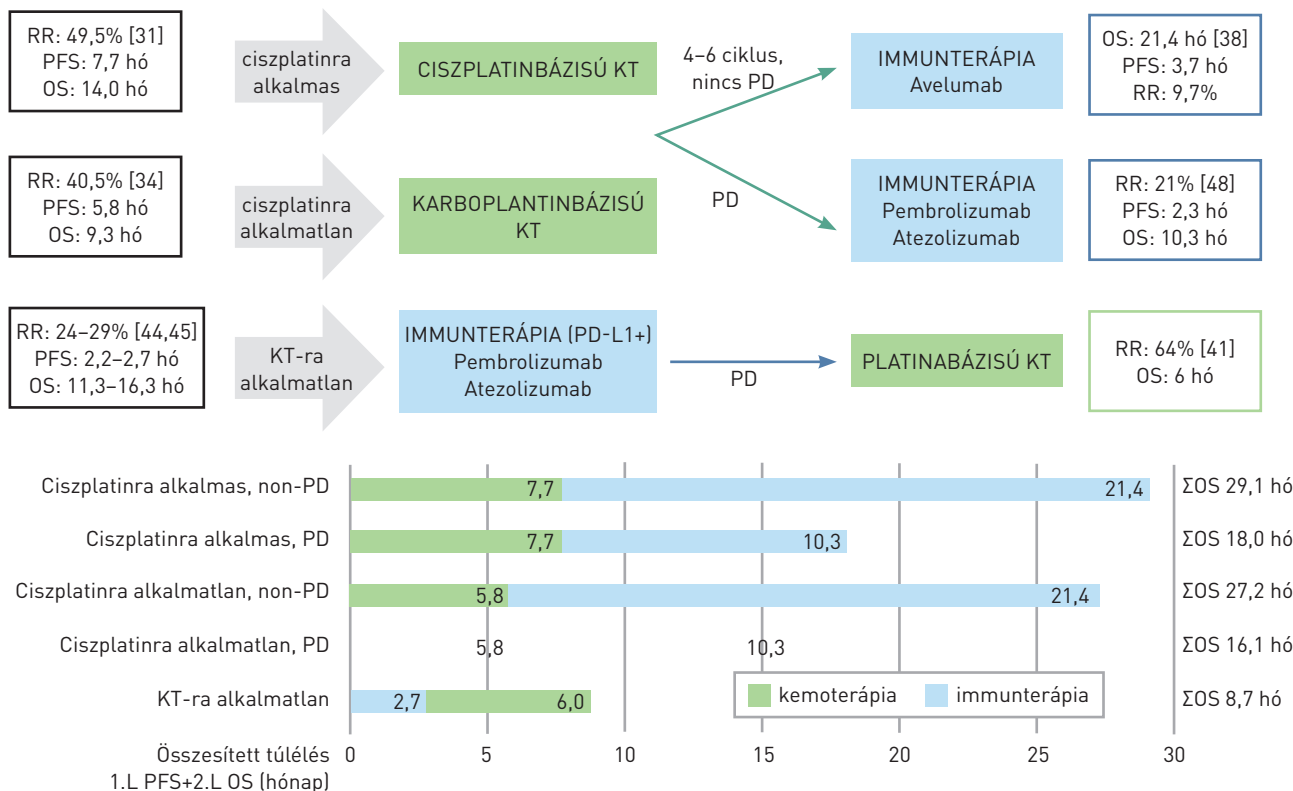 RR: 49,5% [31]
PFS: 7,7 hó
OS: 14,0 hó
ciszplatinra
alkalmas
CISZPLATINBÁZISÚ KT
4–6 ciklus,
nincs PD
IMMUNTERÁPIA
Avelumab
OS: 21,4 hó [38]
PFS: 3,7 hó
RR: 9,7%
RR: 40,5% [34]
PFS: 5,8 hó
OS: 9,3 hó
ciszplatinra
alkalmatlan
KARBOPLANTINBÁZISÚ
KT
PD
IMMUNTERÁPIA
Pembrolizumab
Atezolizumab
RR: 21% [48]
PFS: 2,3 hó
OS: 10,3 hó
RR: 24–29% [44,45]
PFS: 2,2–2,7 hó
OS: 11,3–16,3 hó
KT-ra
alkalmatlan
IMMUNTERÁPIA (PD-L1+)
Pembrolizumab
Atezolizumab
PD
PLATINABÁZISÚ KT
RR: 64% [41]
OS: 6 hó
Ciszplatinra alkalmas, non-PD 7,7 21,4 ΣOS 29,1 hó
Ciszplatinra alkalmas, PD 7,7 10,3 ΣOS 18,0 hó
Ciszplatinra alkalmatlan, non-PD 5,8 21,4 ΣOS 27,2 hó
Ciszplatinra alkalmatlan, PD 5,8 10,3 ΣOS 16,1 hó
KT-ra alkalmatlan 2,7 6,0 ΣOS 8,7 hó
kemoterápia immunterápia
Összesített túlélés 0 5 10 15 20 25 30
1.L PFS+2.L OS (hónap)